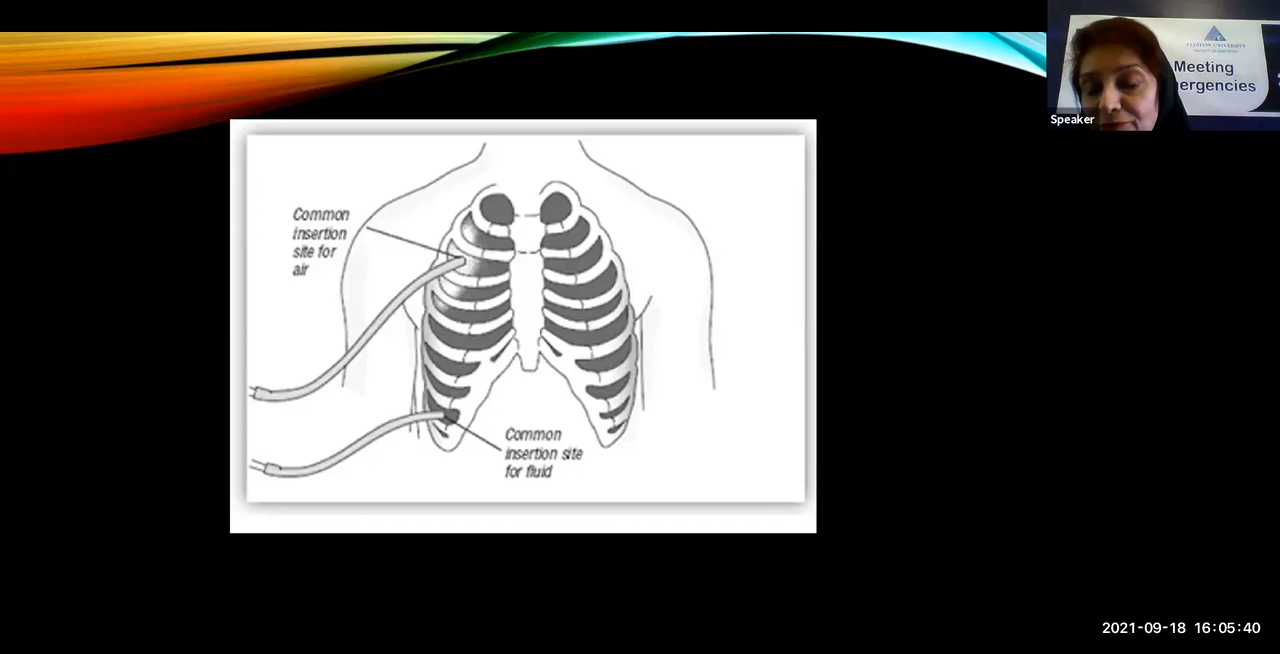 Common
insertion
site for
air
Common
insertion site
for fluid
UNIVERSITY
Meeting
ergencies
Speaker
2021-09-18 16:05:40